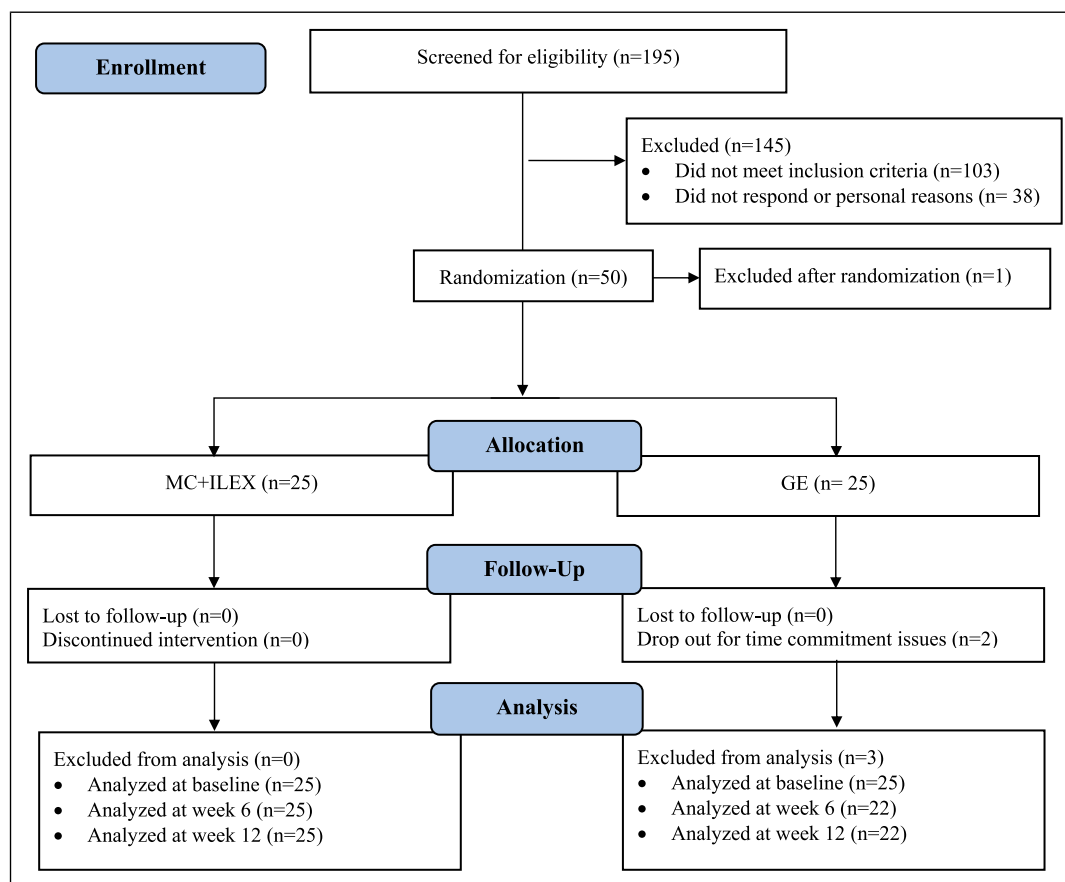 Enrollment
Screened for eligibility (n=195)
Excluded (n=145)
• Did not meet inclusion criteria (n=103)
• Did not respond or personal reasons (n= 38)
Randomization (n=50)
Excluded after randomization (n=1)
Allocation
MC+ILEX (n=25)
GE (n= 25)
Follow-Up
Lost to follow-up (n=0)
Discontinued intervention (n=0)
Lost to follow-up (n=0)
Drop out for time commitment issues (n=2)
Analysis
Excluded from analysis (n=0)
• Analyzed at baseline (n=25)
• Analyzed at week 6 (n=25)
• Analyzed at week 12 (n=25)
Excluded from analysis (n=3)
• Analyzed at baseline (n=25)
• Analyzed at week 6 (n=22)
• Analyzed at week 12 (n=22)